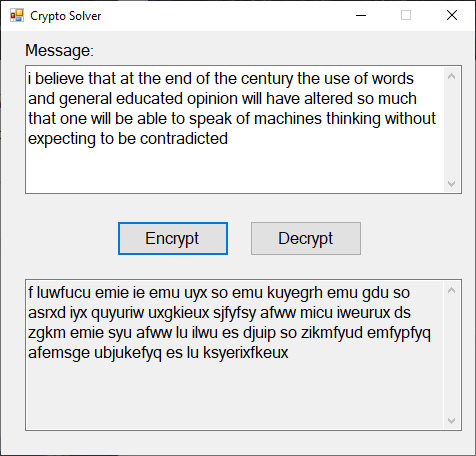 Crypto Solver
Message:
i believe that at the end of the century the use of words
and general educated opinion will have altered so much
that one will be able to speak of machines thinking without
expecting to be contradicted
Encrypt
Decrypt
f luwfucu emie ie emu uyx so emu kuyegrh emu gdu so
asrxd iyx quyuriw uxgkieux sjfyfsy afww micu iweurux ds
zgkm emie syu afww lu ilwu es djuip so zikmfyud emfypfyq
afemsge ubjukefyq es lu ksyerixfkeux